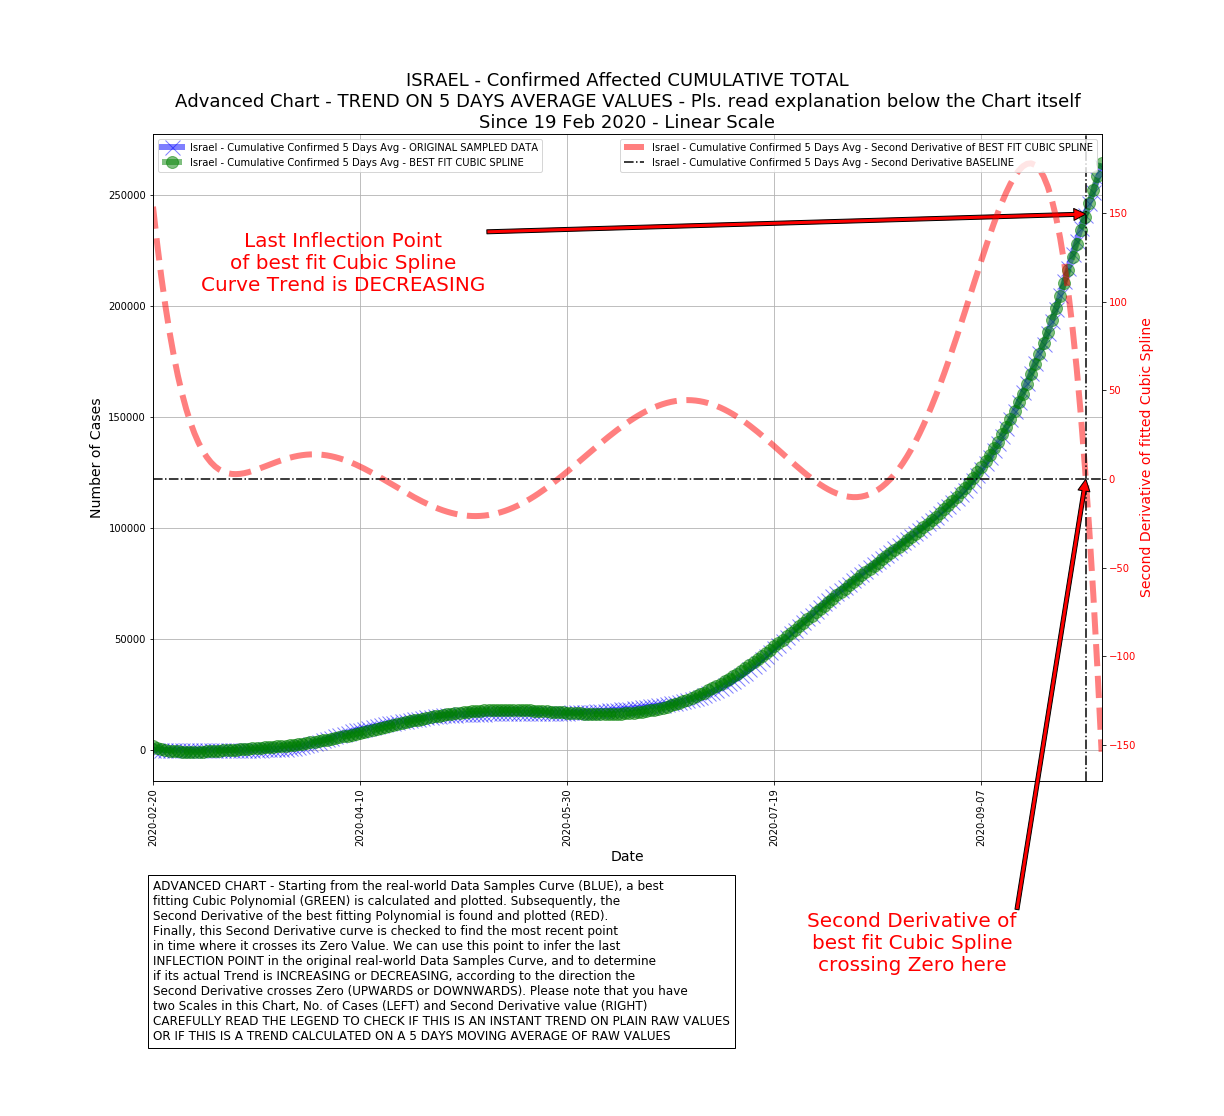 ISRAEL - Confirmed Affected CUMULATIVE TOTAL
Advanced Chart - TREND ON 5 DAYS AVERAGE VALUES - Pls. read explanation below the Chart itself
Since 19 Feb 2020 - Linear Scale
Israel - Cumulative Confirmed 5 Days Avg - ORIGINAL SAMPLED DATA
Israel - Cumulative Confirmed 5 Days Avg - BEST FIT CUBIC SPLINE
Israel - Cumulative Confirmed 5 Days Avg - Second Derivative of BEST FIT CUBIC SPLINE
Israel - Cumulative Confirmed 5 Days Avg - Second Derivative BASELINE
Last Inflection Point
of best fit Cubic Spline
Curve Trend is DECREASING
Number of Cases
250000
200000
150000
100000
50000
0
150
100
50
0
−50
−100
−150
Second Derivative of fitted Cubic Spline
2020-02-20
2020-04-10
2020-05-30
2020-07-19
2020-09-07
Date
ADVANCED CHART - Starting from the real-world Data Samples Curve (BLUE), a best
fitting Cubic Polynomial (GREEN) is calculated and plotted. Subsequently, the
Second Derivative of the best fitting Polynomial is found and plotted (RED).
Finally, this Second Derivative curve is checked to find the most recent point
in time where it crosses its Zero Value. We can use this point to infer the last
INFLECTION POINT in the original real-world Data Samples Curve, and to determine
if its actual Trend is INCREASING or DECREASING, according to the direction the
Second Derivative crosses Zero (UPWARDS or DOWNWARDS). Please note that you have
two Scales in this Chart, No. of Cases (LEFT) and Second Derivative value (RIGHT)
CAREFULLY READ THE LEGEND TO CHECK IF THIS IS AN INSTANT TREND ON PLAIN RAW VALUES
OR IF THIS IS A TREND CALCULATED ON A 5 DAYS MOVING AVERAGE OF RAW VALUES
Second Derivative of
best fit Cubic Spline
crossing Zero here